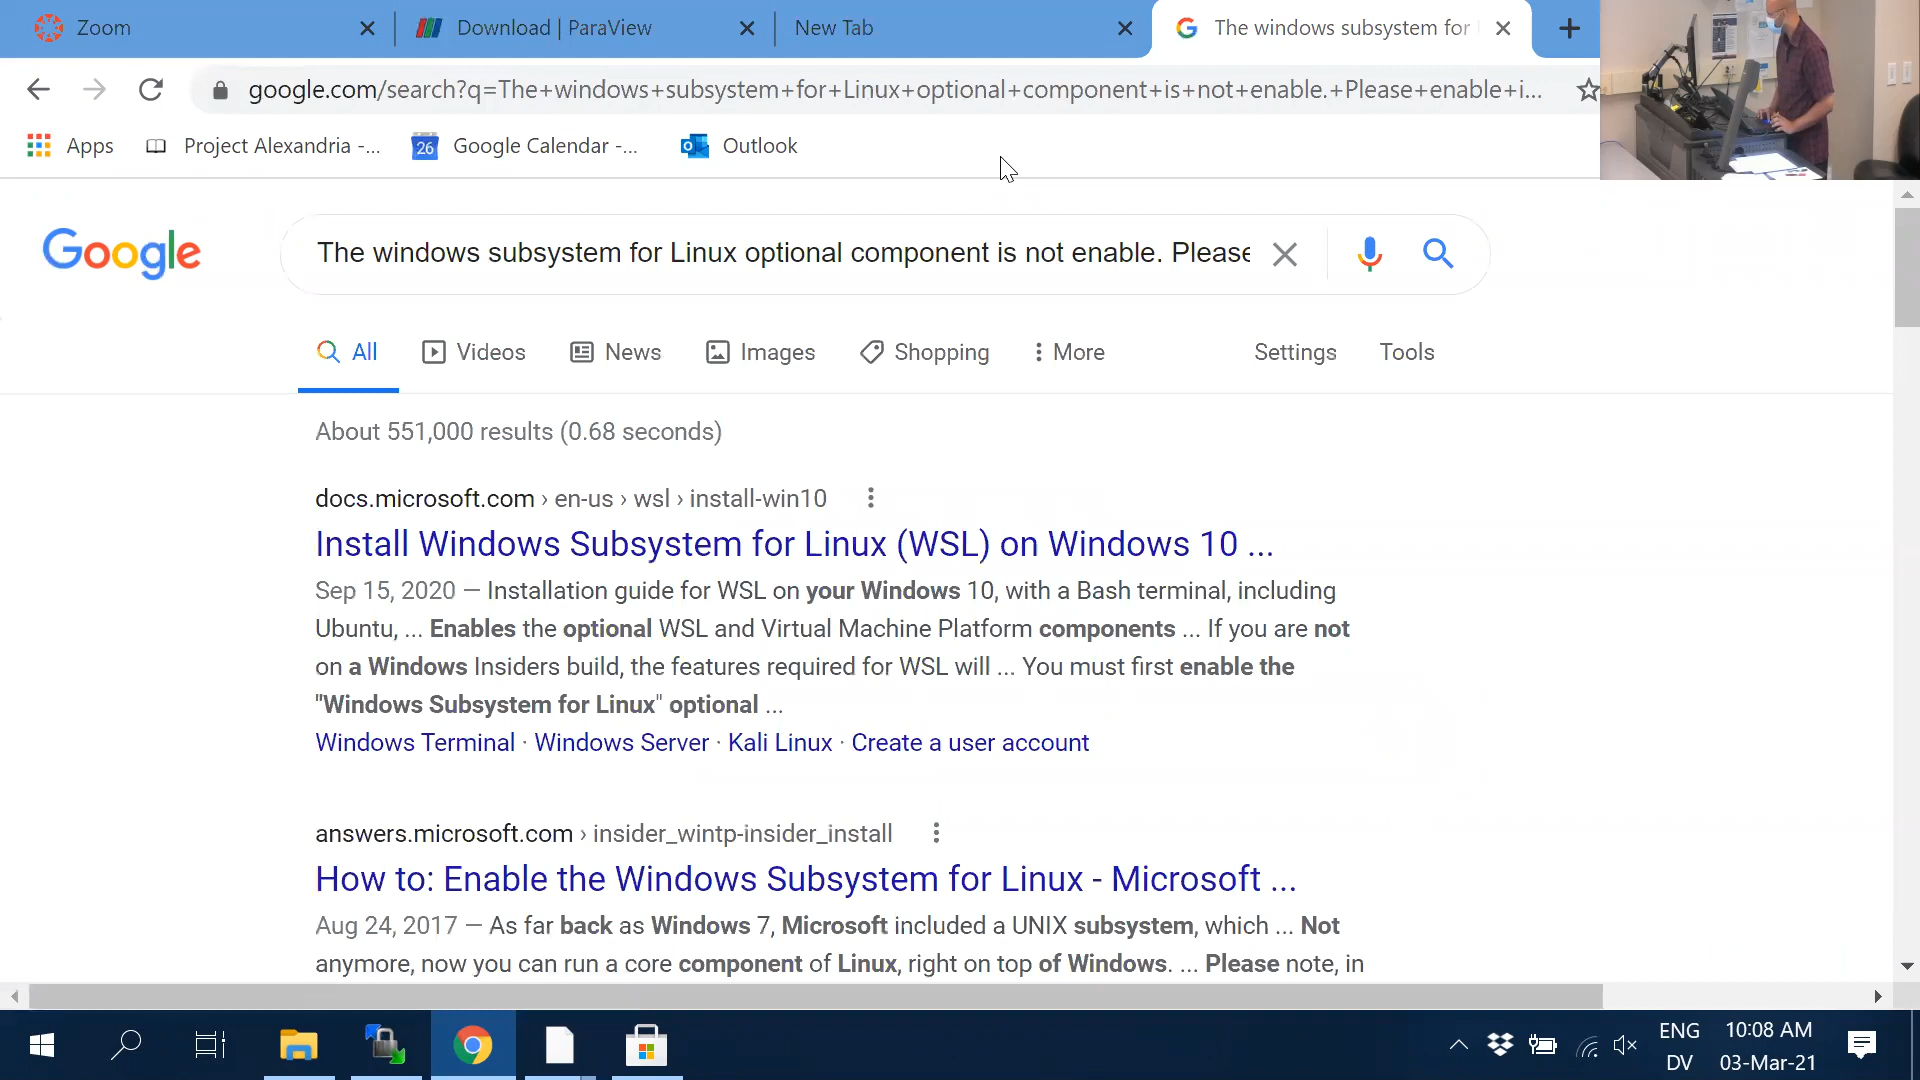 Zoom
Download | ParaView
New Tab
The windows subsystem for
google.com/search?q=The+windows+subsystem+for+Linux+optional+component+is+not+enable.+Please+enable+i...
Apps
Project Alexandria -...
26
Google Calendar -...
Outlook
Google
The windows subsystem for Linux optional component is not enable. Please
All
Videos
News
Images
Shopping
More
Settings
Tools
About 551,000 results (0.68 seconds)
docs.microsoft.com › en-us › wsl › install-win10
Install Windows Subsystem for Linux (WSL) on Windows 10 ...
Sep 15, 2020 — Installation guide for WSL on your Windows 10, with a Bash terminal, including
Ubuntu, ... Enables the optional WSL and Virtual Machine Platform components ... If you are not
on a Windows Insiders build, the features required for WSL will ... You must first enable the
"Windows Subsystem for Linux" optional ...
Windows Terminal · Windows Server · Kali Linux · Create a user account
answers.microsoft.com › insider_wintp-insider_install
How to: Enable the Windows Subsystem for Linux - Microsoft ...
Aug 24, 2017 — As far back as Windows 7, Microsoft included a UNIX subsystem, which ... Not
anymore, now you can run a core component of Linux, right on top of Windows. ... Please note, in
ENG
DV
10:08 AM
03-Mar-21